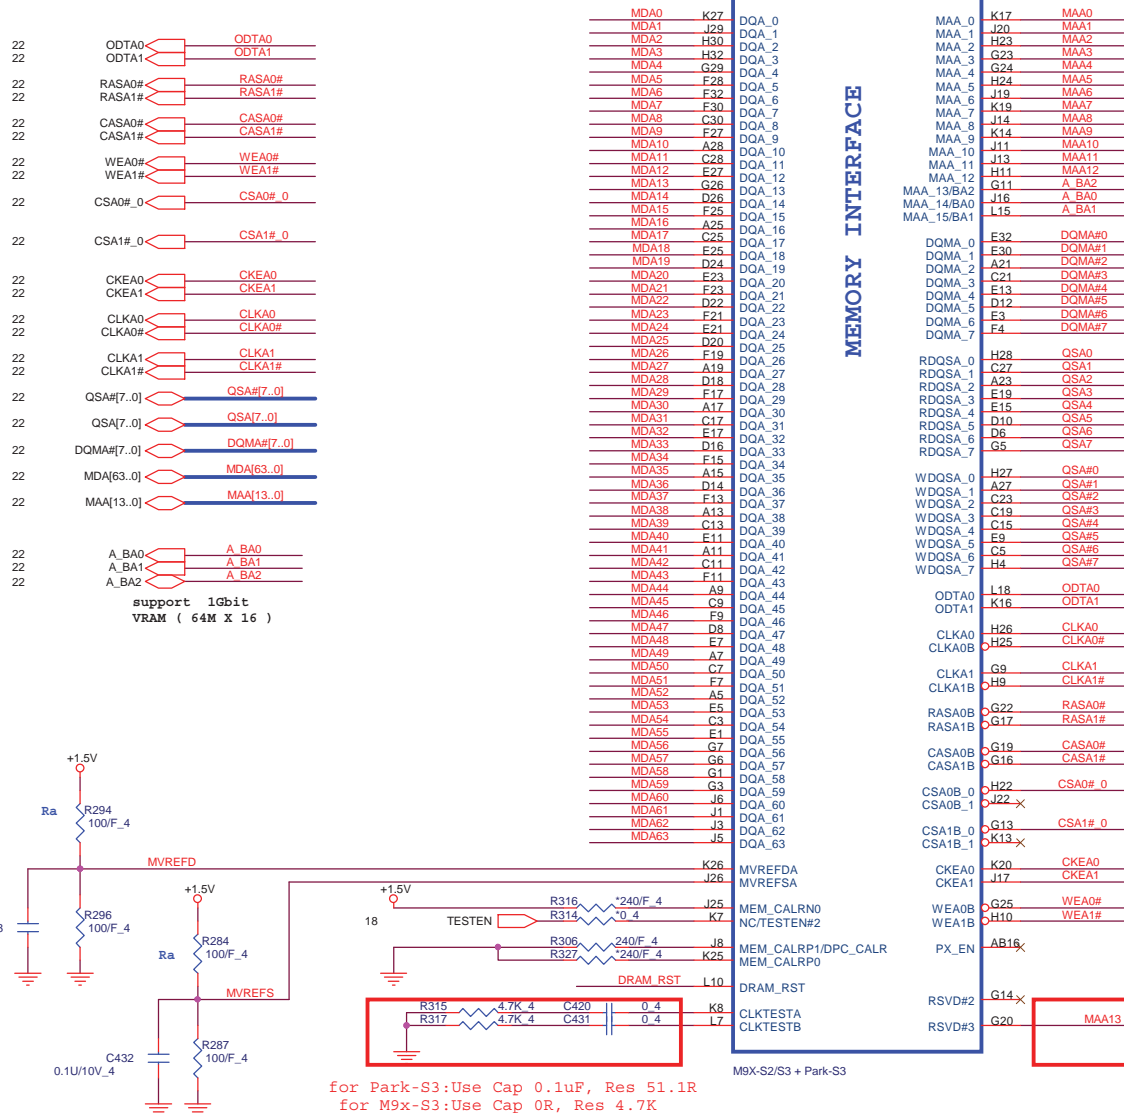 22 ODTA0 ODTA0
22 ODTA1 ODTA1
22 RASA0# RASA0#
22 RASA1# RASA1#
22 CASA0# CASA0#
22 CASA1# CASA1#
22 WEA0# WEA0#
22 WEA1# WEA1#
22 CSA0#_0 CSA0#_0
22 CSA1#_0 CSA1#_0
22 CKEA0 CKEA0
22 CKEA1 CKEA1
22 CLKA0 CLKA0
22 CLKA0# CLKA0#
22 CLKA1 CLKA1
22 CLKA1# CLKA1#
22 QSA#[7..0] QSA#[7..0]
22 QSA[7..0] QSA[7..0]
22 DQMA#[7..0] DQMA#[7..0]
22 MDA[63..0] MDA[63..0]
22 MAA[13..0] MAA[13..0]
22 A_BA0 A_BA0
22 A_BA1 A_BA1
22 A_BA2 A_BA2
support 1Gbit
VRAM ( 64M X 16 )
MDA0 K27 DQA_0
MDA1 J29 DQA_1
MDA2 H30 DQA_2
MDA3 H32 DQA_3
MDA4 G29 DQA_4
MDA5 F28 DQA_5
MDA6 F32 DQA_6
MDA7 F30 DQA_7
MDA8 C30 DQA_8
MDA9 F27 DQA_9
MDA10 A28 DQA_10
MDA11 C28 DQA_11
MDA12 E27 DQA_12
MDA13 G26 DQA_13
MDA14 D26 DQA_14
MDA15 F25 DQA_15
MDA16 A25 DQA_16
MDA17 C25 DQA_17
MDA18 E25 DQA_18
MDA19 D24 DQA_19
MDA20 E23 DQA_20
MDA21 F23 DQA_21
MDA22 D22 DQA_22
MDA23 F21 DQA_23
MDA24 E21 DQA_24
MDA25 D20 DQA_25
MDA26 F19 DQA_26
MDA27 A19 DQA_27
MDA28 D18 DQA_28
MDA29 F17 DQA_29
MDA30 A17 DQA_30
MDA31 C17 DQA_31
MDA32 E17 DQA_32
MDA33 D16 DQA_33
MDA34 F15 DQA_34
MDA35 A15 DQA_35
MDA36 D14 DQA_36
MDA37 F13 DQA_37
MDA38 A13 DQA_38
MDA39 C13 DQA_39
MDA40 E11 DQA_40
MDA41 A11 DQA_41
MDA42 C11 DQA_42
MDA43 F11 DQA_43
MDA44 A9 DQA_44
MDA45 C9 DQA_45
MDA46 F9 DQA_46
MDA47 D8 DQA_47
MDA48 E7 DQA_48
MDA49 A7 DQA_49
MDA50 C7 DQA_50
MDA51 F7 DQA_51
MDA52 A5 DQA_52
MDA53 E5 DQA_53
MDA54 C3 DQA_54
MDA55 E1 DQA_55
MDA56 G7 DQA_56
MDA57 G6 DQA_57
MDA58 G1 DQA_58
MDA59 G3 DQA_59
MDA60 J6 DQA_60
MDA61 J1 DQA_61
MDA62 J3 DQA_62
MDA63 J5 DQA_63
MEMORY INTERFACE
MAA_0 K17 MAA0
MAA_1 J20 MAA1
MAA_2 H23 MAA2
MAA_3 G23 MAA3
MAA_4 G24 MAA4
MAA_5 H24 MAA5
MAA_6 J19 MAA6
MAA_7 K19 MAA7
MAA_8 J14 MAA8
MAA_9 K14 MAA9
MAA_10 J11 MAA10
MAA_11 J13 MAA11
MAA_12 H11 MAA12
MAA_13/BA2 G11 A_BA2
MAA_14/BA0 J16 A_BA0
MAA_15/BA1 L15 A_BA1
DQMA_0 E32 DQMA#0
DQMA_1 E30 DQMA#1
DQMA_2 A21 DQMA#2
DQMA_3 C21 DQMA#3
DQMA_4 E13 DQMA#4
DQMA_5 D12 DQMA#5
DQMA_6 E3 DQMA#6
DQMA_7 F4 DQMA#7
RDQSA_0 H28 QSA0
RDQSA_1 C27 QSA1
RDQSA_2 A23 QSA2
RDQSA_3 E19 QSA3
RDQSA_4 E15 QSA4
RDQSA_5 D10 QSA5
RDQSA_6 D6 QSA6
RDQSA_7 G5 QSA7
WDQSA_0 H27 QSA#0
WDQSA_1 A27 QSA#1
WDQSA_2 C23 QSA#2
WDQSA_3 C19 QSA#3
WDQSA_4 C15 QSA#4
WDQSA_5 E9 QSA#5
WDQSA_6 C5 QSA#6
WDQSA_7 H4 QSA#7
ODTA0 L18 ODTA0
ODTA1 K16 ODTA1
CLKA0 H26 CLKA0
CLKA0B H25 CLKA0#
CLKA1 G9 CLKA1
CLKA1B H9 CLKA1#
RASA0B G22 RASA0#
RASA1B G17 RASA1#
CASA0B G19 CASA0#
CASA1B G16 CASA1#
CSA0B_0 H22 CSA0#_0
CSA0B_1 J22
CSA1B_0 G13 CSA1#_0
CSA1B_1 K13
CKEA0 K20 CKEA0
CKEA1 J17 CKEA1
WEA0B G25 WEA0#
WEA1B H10 WEA1#
PX_EN AB16
RSVD#2 G14
RSVD#3 G20 MAA13
+1.5V
Ra R294
100/F_4
MVREFD K26 MVREFDA
J26 MVREFSA
R296
100/F_4
3
+1.5V
Ra R284
100/F_4
MVREFS
R287
100/F_4
C432
0.1U/10V_4
+1.5V
R316 *240/F_4 J25 MEM_CALRN0
18 TESTEN R314 *0_4 K7 NC/TESTEN#2
R306 240/F_4 J8 MEM_CALRP1/DPC_CALR
R327 *240/F_4 K25 MEM_CALRP0
DRAM_RST L10 DRAM_RST
R315 4.7K_4 C420 0_4 K8 CLKTESTA
R317 4.7K_4 C431 0_4 L7 CLKTESTB
M9X-S2/S3 + Park-S3
for Park-S3:Use Cap 0.1uF, Res 51.1R
for M9x-S3:Use Cap 0R, Res 4.7K